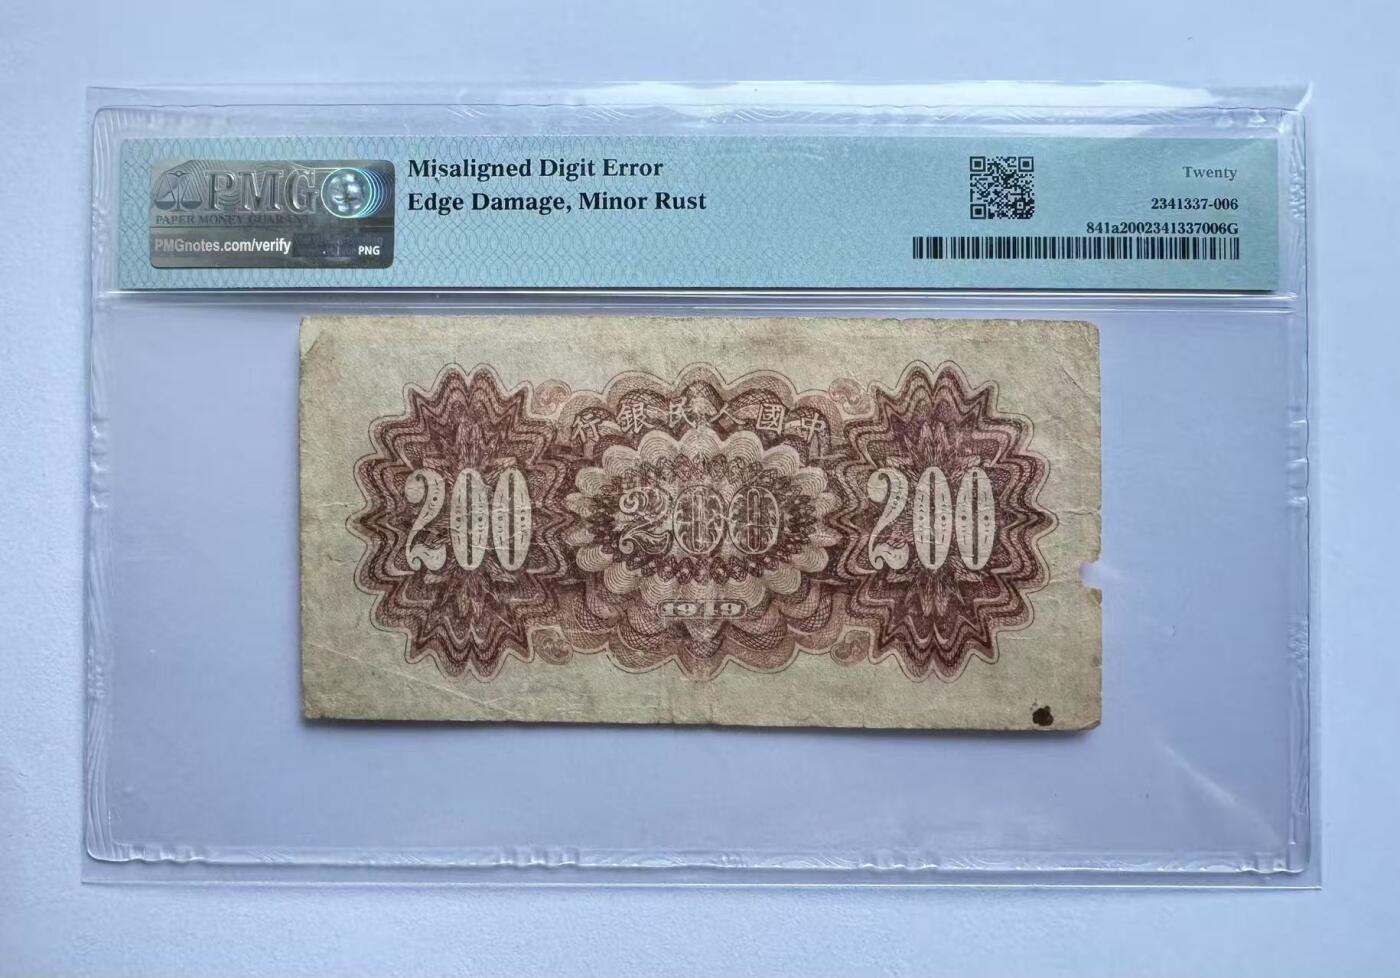 PMG
PAPER MONEY GUARANTY
PMGnotes.com/verify
PNG
Misaligned Digit Error
Edge Damage, Minor Rust
Twenty
2341337-006
841a2002341337006G
行銀民人國中
200
200
200
1949